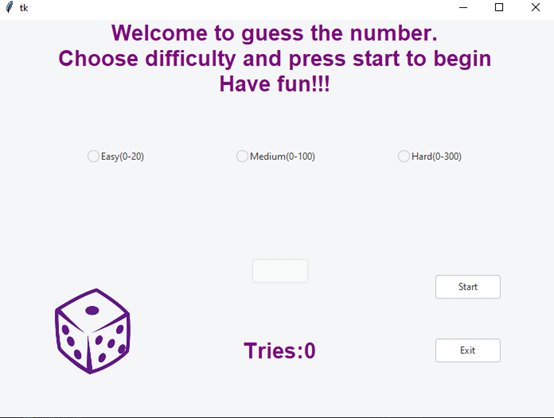 tk
Welcome to guess the number.
Choose difficulty and press start to begin
Have fun!!!
Easy(0-20)
Medium(0-100)
Hard(0-300)
Start
Tries:0
Exit